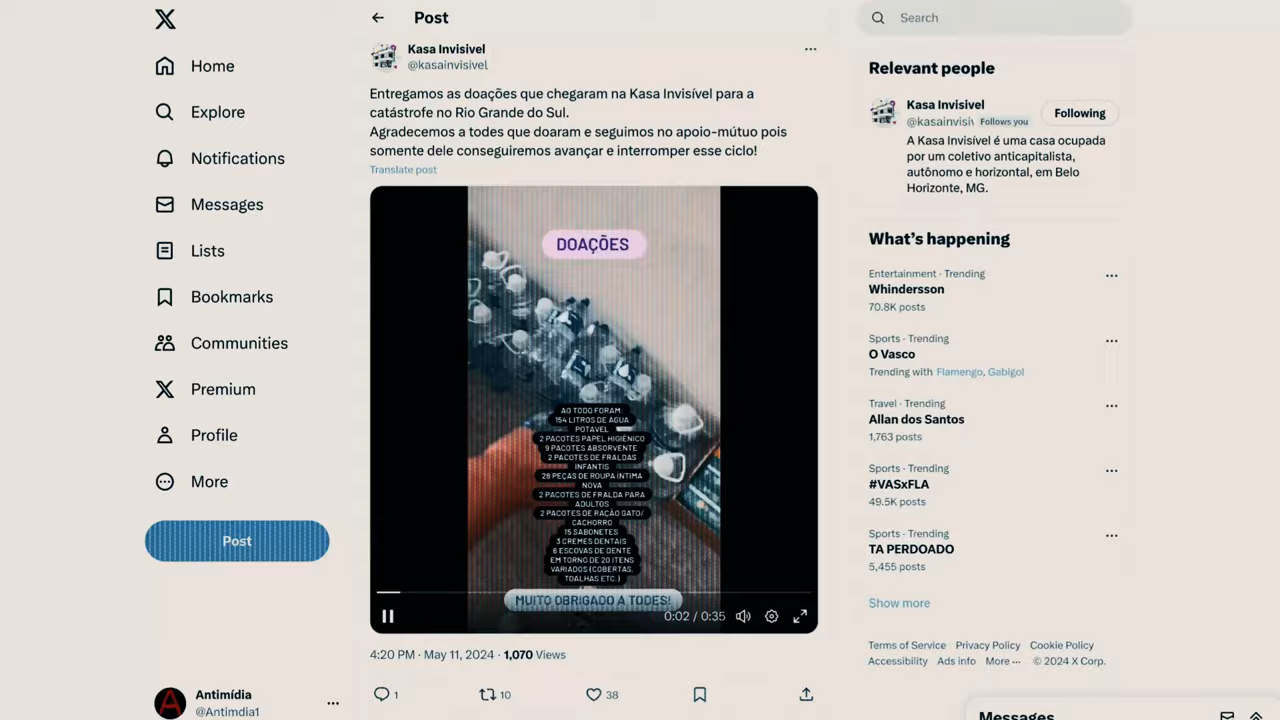 Home
Explore
Notifications
Messages
Lists
Bookmarks
Communities
Premium
Profile
More
Post
Antimídia
@Antimdia1
Post
Kasa Invisivel
@kasainvisivel
Entregamos as doações que chegaram na Kasa Invisível para a
catástrofe no Rio Grande do Sul.
Agradecemos a todes que doaram e seguimos no apoio-mútuo pois
somente dele conseguiremos avançar e interromper esse ciclo!
Translate post
DOAÇÕES
AO TODO FORAM:
154 LITROS DE ÁGUA
POTÁVEL
2 PACOTES PAPEL HIGIÊNICO
9 PACOTES ABSORVENTE
2 PACOTES DE FRALDAS
INFANTIS
28 PEÇAS DE ROUPA ÍNTIMA
NOVA
2 PACOTES DE FRALDA PARA
ADULTOS
2 PACOTES DE RAÇÃO GATO/
CACHORRO
15 SABONETES
3 CREMES DENTAIS
6 ESCOVAS DE DENTE
EM TORNO DE 20 ITENS
VARIADOS (COBERTAS,
TOALHAS ETC.)
MUITO OBRIGADO A TODES!
0:02 / 0:35
4:20 PM · May 11, 2024 · 1,070 Views
1
10
38
Search
Relevant people
Kasa Invisivel
@kasainvisiv Follows you
Following
A Kasa Invisível é uma casa ocupada
por um coletivo anticapitalista,
autônomo e horizontal, em Belo
Horizonte, MG.
What's happening
Entertainment · Trending
Whindersson
70.8K posts
Sports · Trending
O Vasco
Trending with Flamengo, Gabigol
Travel · Trending
Allan dos Santos
1,763 posts
Sports · Trending
#VASxFLA
49.5K posts
Sports · Trending
TA PERDOADO
5,455 posts
Show more
Terms of Service Privacy Policy Cookie Policy
Accessibility Ads info More ··· © 2024 X Corp.
Messages